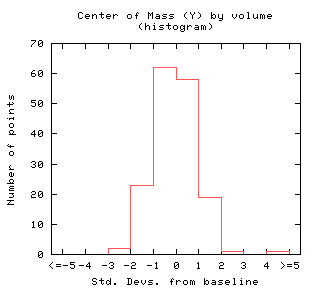 Center of Mass (Y) by volume
(histogram)
70
60
50
40
30
20
10
0
Number of points
<=-5 -4 -3 -2 -1 0 1 2 3 4 >=5
Std. Devs. from baseline